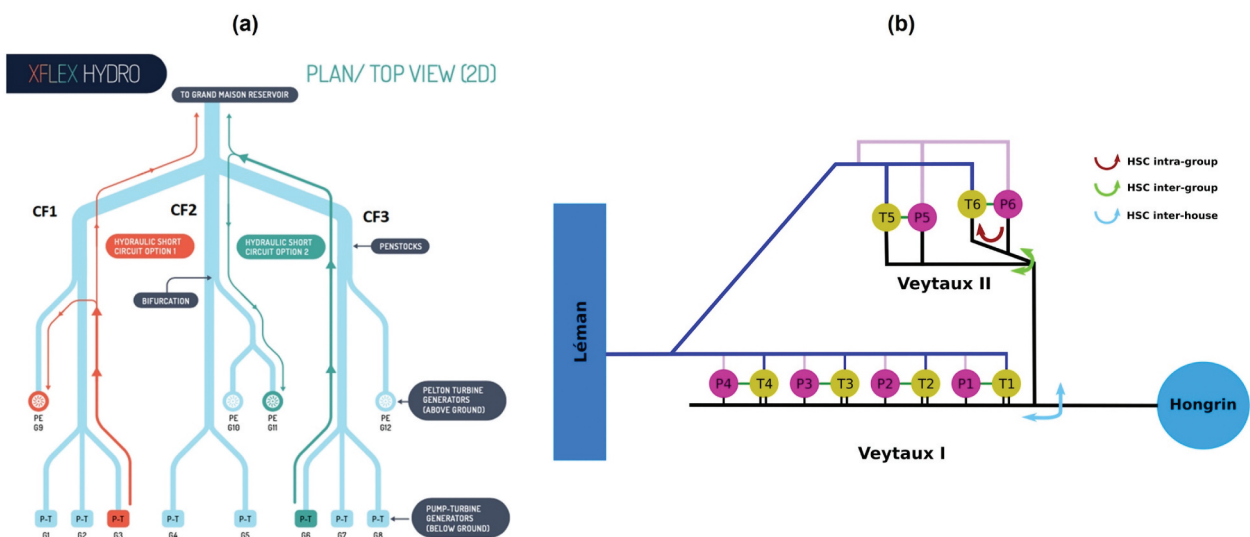 (a)
(b)
XFLEX HYDRO
PLAN/ TOP VIEW (2D)
TO GRAND MAISON RESERVOIR
CF1
CF2
CF3
HYDRAULIC SHORT
CIRCUIT OPTION 1
HYDRAULIC SHORT
CIRCUIT OPTION 2
PENSTOCKS
BIFURCATION
PE
G9
PE
G10
PE
G11
PE
G12
PELTON TURBINE
GENERATORS
(ABOVE GROUND)
P-T
G1
P-T
G2
P-T
G3
P-T
G4
P-T
G5
P-T
G6
P-T
G7
P-T
G8
PUMP-TURBINE
GENERATORS
(BELOW GROUND)
HSC intra-group
HSC inter-group
HSC inter-house
T5
P5
T6
P6
Veytaux II
Léman
P4
T4
P3
T3
P2
T2
P1
T1
Veytaux I
Hongrin